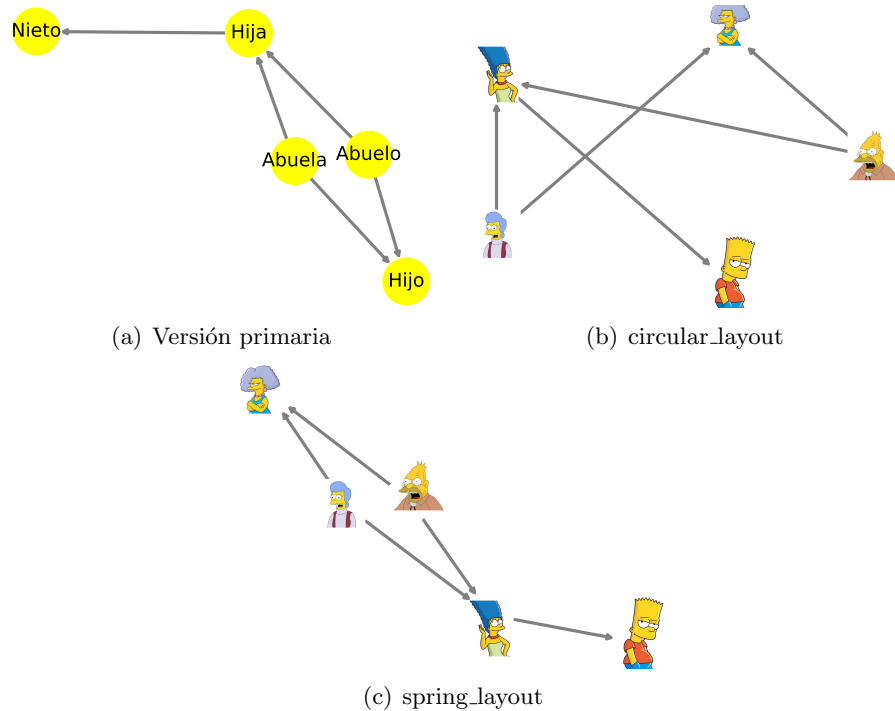 Nieto
Hija
Abuela
Abuelo
Hijo
(a) Versión primaria
(b) circular_layout
(c) spring_layout